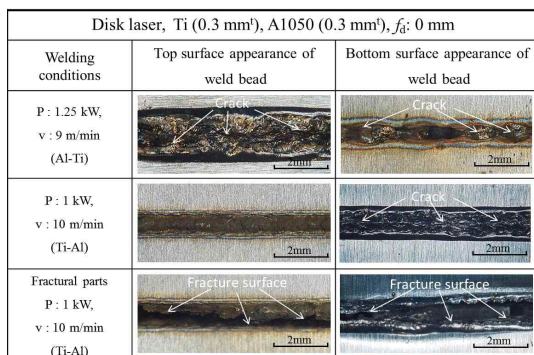 Disk laser, Ti (0.3 mmᵗ), A1050 (0.3 mmᵗ), f_d: 0 mm
Welding conditions
Top surface appearance of weld bead
Bottom surface appearance of weld bead
P : 1.25 kW,
v : 9 m/min
(Al-Ti)
Crack
2mm
Crack
2mm
P : 1 kW,
v : 10 m/min
(Ti-Al)
2mm
Crack
2mm
Fractural parts
P : 1 kW,
v : 10 m/min
(Ti-Al)
Fracture surface
2mm
Fracture surface
2mm